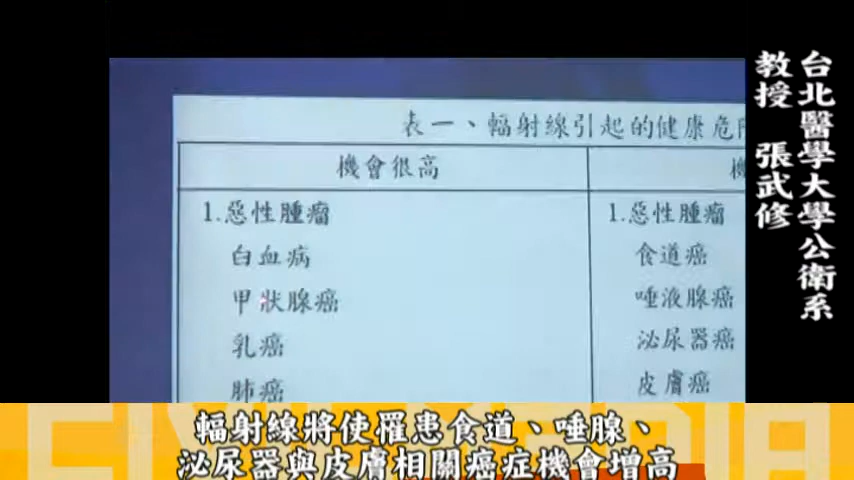 表一、輻射線引起的健康危
機會很高
1.惡性腫瘤
白血病
甲狀腺癌
乳癌
肺癌
1.惡性腫瘤
食道癌
唾液腺癌
泌尿器癌
皮膚癌
台北醫學大學公衛系
教授 張武修
輻射線將使罹患食道、唾腺、
泌尿器與皮膚相關癌症機會增高